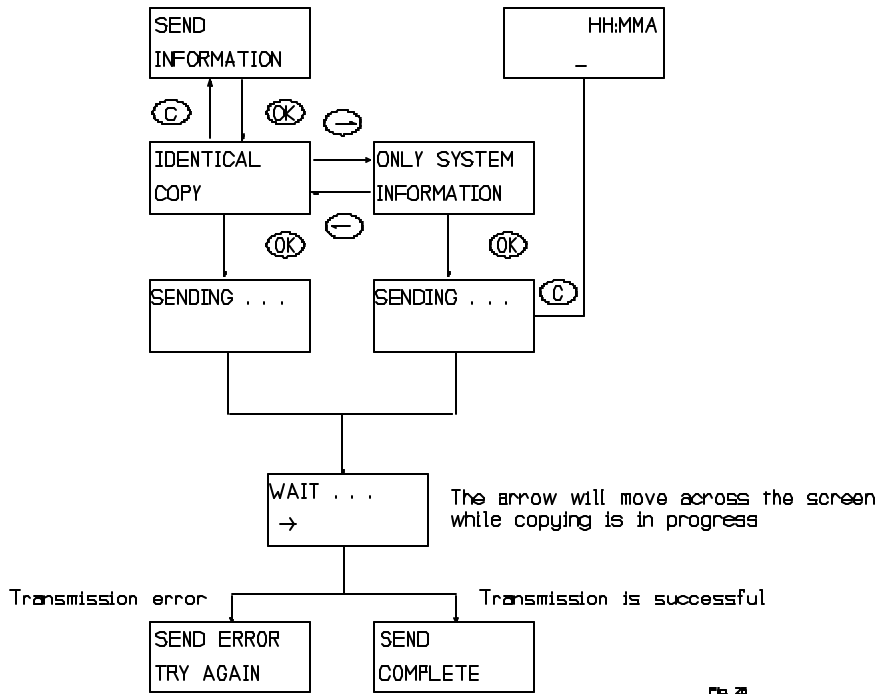 SEND
INFORMATION
HH:MMA
_
C
OK
→
IDENTICAL
COPY
ONLY SYSTEM
INFORMATION
←
OK
OK
SENDING . . .
SENDING . . .
C
WAIT . . .
→
The arrow will move across the screen
while copying is in progress
Transmission error
Transmission is successful
SEND ERROR
TRY AGAIN
SEND
COMPLETE